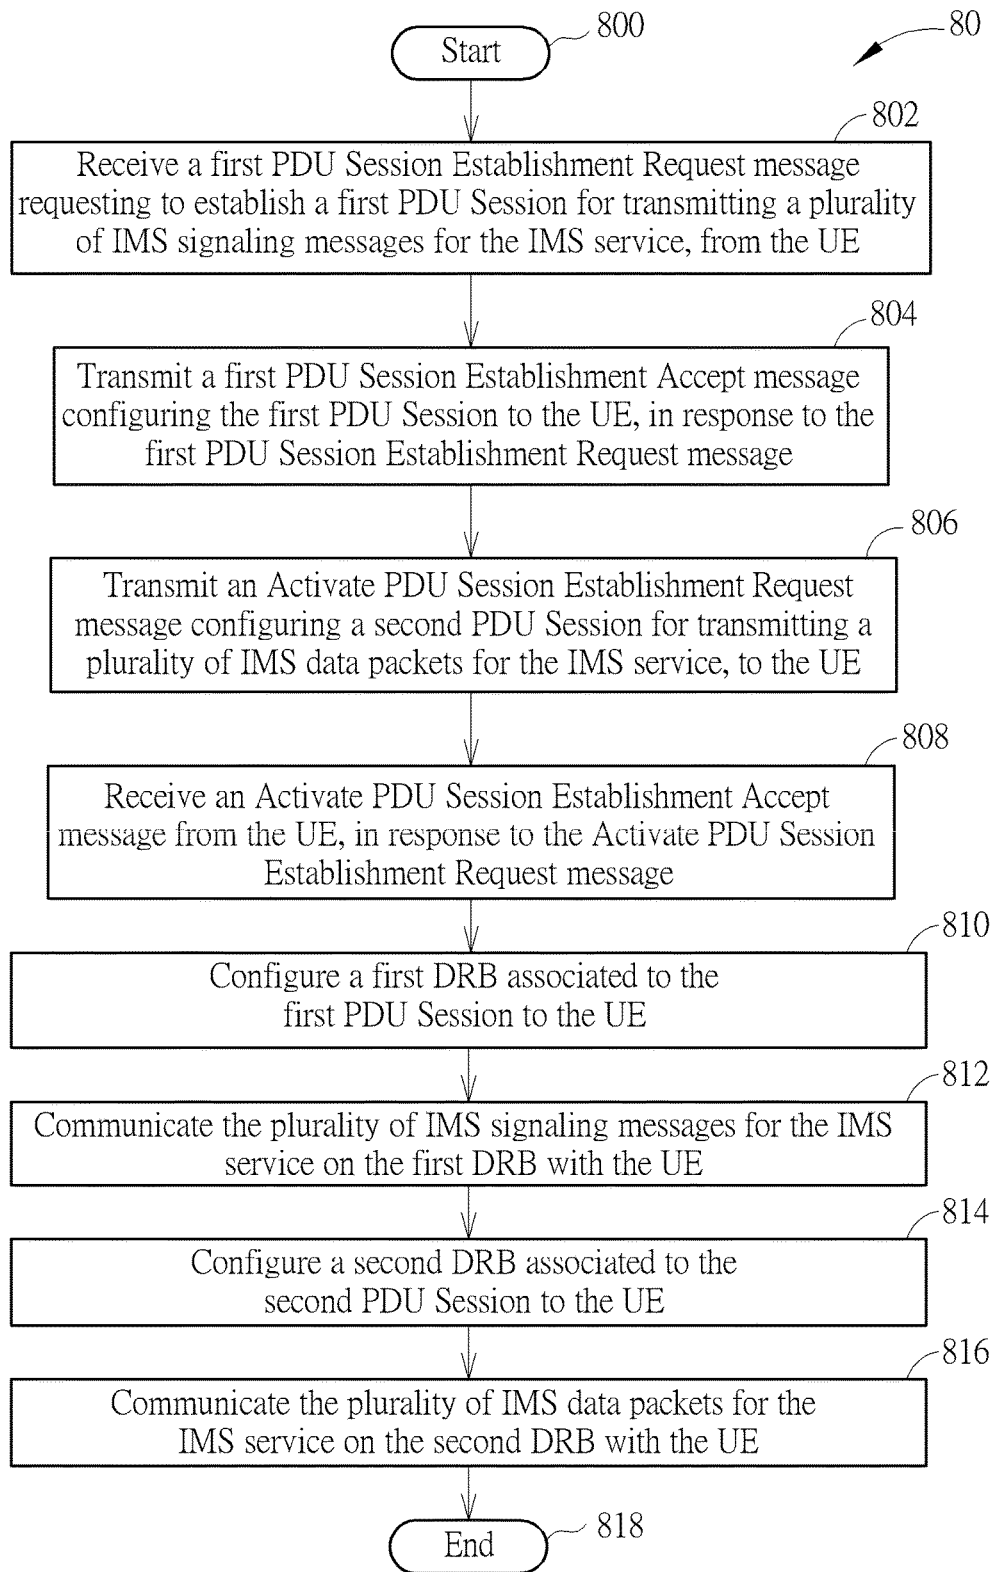 Start
800
80
802
Receive a first PDU Session Establishment Request message
requesting to establish a first PDU Session for transmitting a plurality
of IMS signaling messages for the IMS service, from the UE
804
Transmit a first PDU Session Establishment Accept message
configuring the first PDU Session to the UE, in response to the
first PDU Session Establishment Request message
806
Transmit an Activate PDU Session Establishment Request
message configuring a second PDU Session for transmitting a
plurality of IMS data packets for the IMS service, to the UE
808
Receive an Activate PDU Session Establishment Accept
message from the UE, in response to the Activate PDU Session
Establishment Request message
810
Configure a first DRB associated to the
first PDU Session to the UE
812
Communicate the plurality of IMS signaling messages for the IMS
service on the first DRB with the UE
814
Configure a second DRB associated to the
second PDU Session to the UE
816
Communicate the plurality of IMS data packets for the
IMS service on the second DRB with the UE
End
818